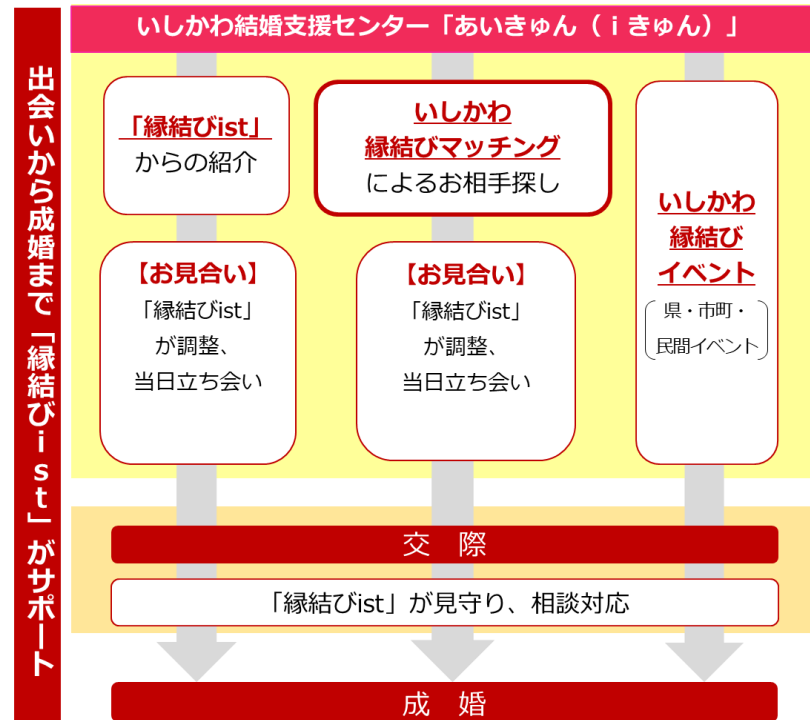 いしかわ結婚支援センター「あいきゅん（ｉきゅん）」
出会いから成婚まで「縁結びｉｓｔ」がサポート
「縁結びist」
からの紹介
【お見合い】
「縁結びist」
が調整、
当日立ち会い
いしかわ
縁結びマッチング
によるお相手探し
【お見合い】
「縁結びist」
が調整、
当日立ち会い
いしかわ
縁結び
イベント
県・市町・
民間イベント
交　際
「縁結びist」が見守り、相談対応
成　婚